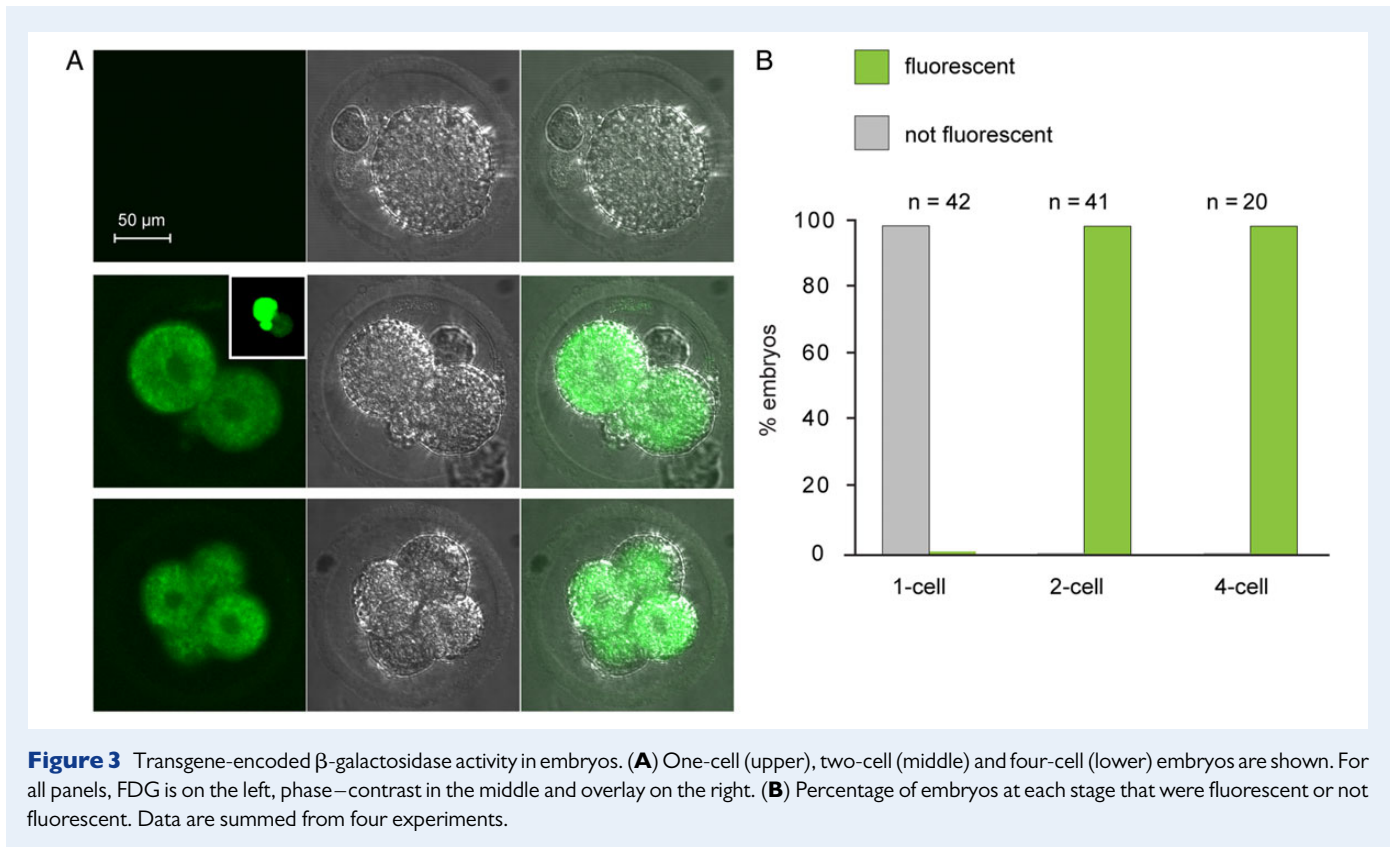 A
50 µm
B
fluorescent
not fluorescent
n = 42
n = 41
n = 20
100
80
60
40
20
0
% embryos
1-cell
2-cell
4-cell
Figure 3 Transgene-encoded β-galactosidase activity in embryos. (A) One-cell (upper), two-cell (middle) and four-cell (lower) embryos are shown. For
all panels, FDG is on the left, phase–contrast in the middle and overlay on the right. (B) Percentage of embryos at each stage that were fluorescent or not
fluorescent. Data are summed from four experiments.